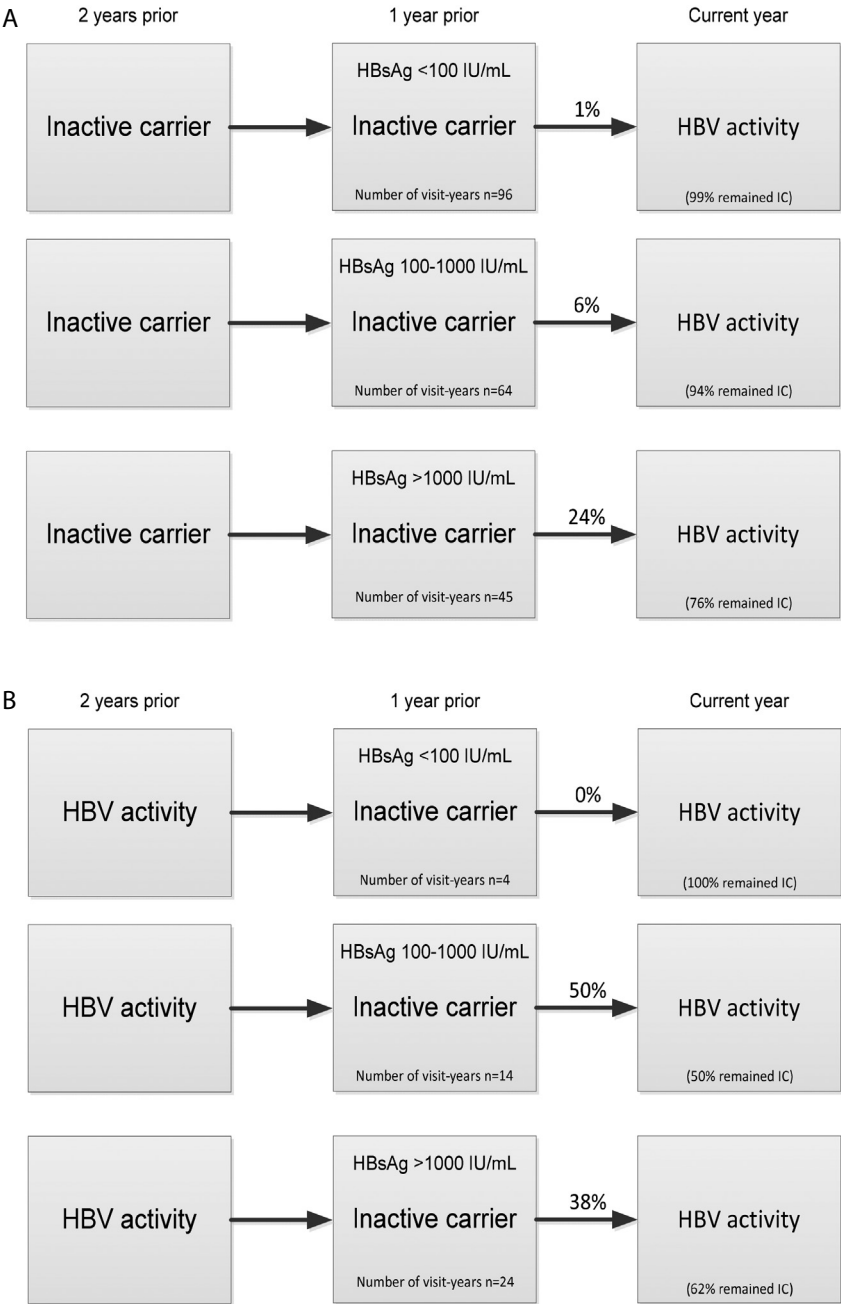 A
2 years prior 1 year prior Current year
HBsAg <100 IU/mL
Inactive carrier Inactive carrier 1% HBV activity
Number of visit-years n=96 (99% remained IC)
HBsAg 100-1000 IU/mL
Inactive carrier Inactive carrier 6% HBV activity
Number of visit-years n=64 (94% remained IC)
HBsAg >1000 IU/mL
Inactive carrier Inactive carrier 24% HBV activity
Number of visit-years n=45 (76% remained IC)
B
2 years prior 1 year prior Current year
HBsAg <100 IU/mL
HBV activity Inactive carrier 0% HBV activity
Number of visit-years n=4 (100% remained IC)
HBsAg 100-1000 IU/mL
HBV activity Inactive carrier 50% HBV activity
Number of visit-years n=14 (50% remained IC)
HBsAg >1000 IU/mL
HBV activity Inactive carrier 38% HBV activity
Number of visit-years n=24 (62% remained IC)